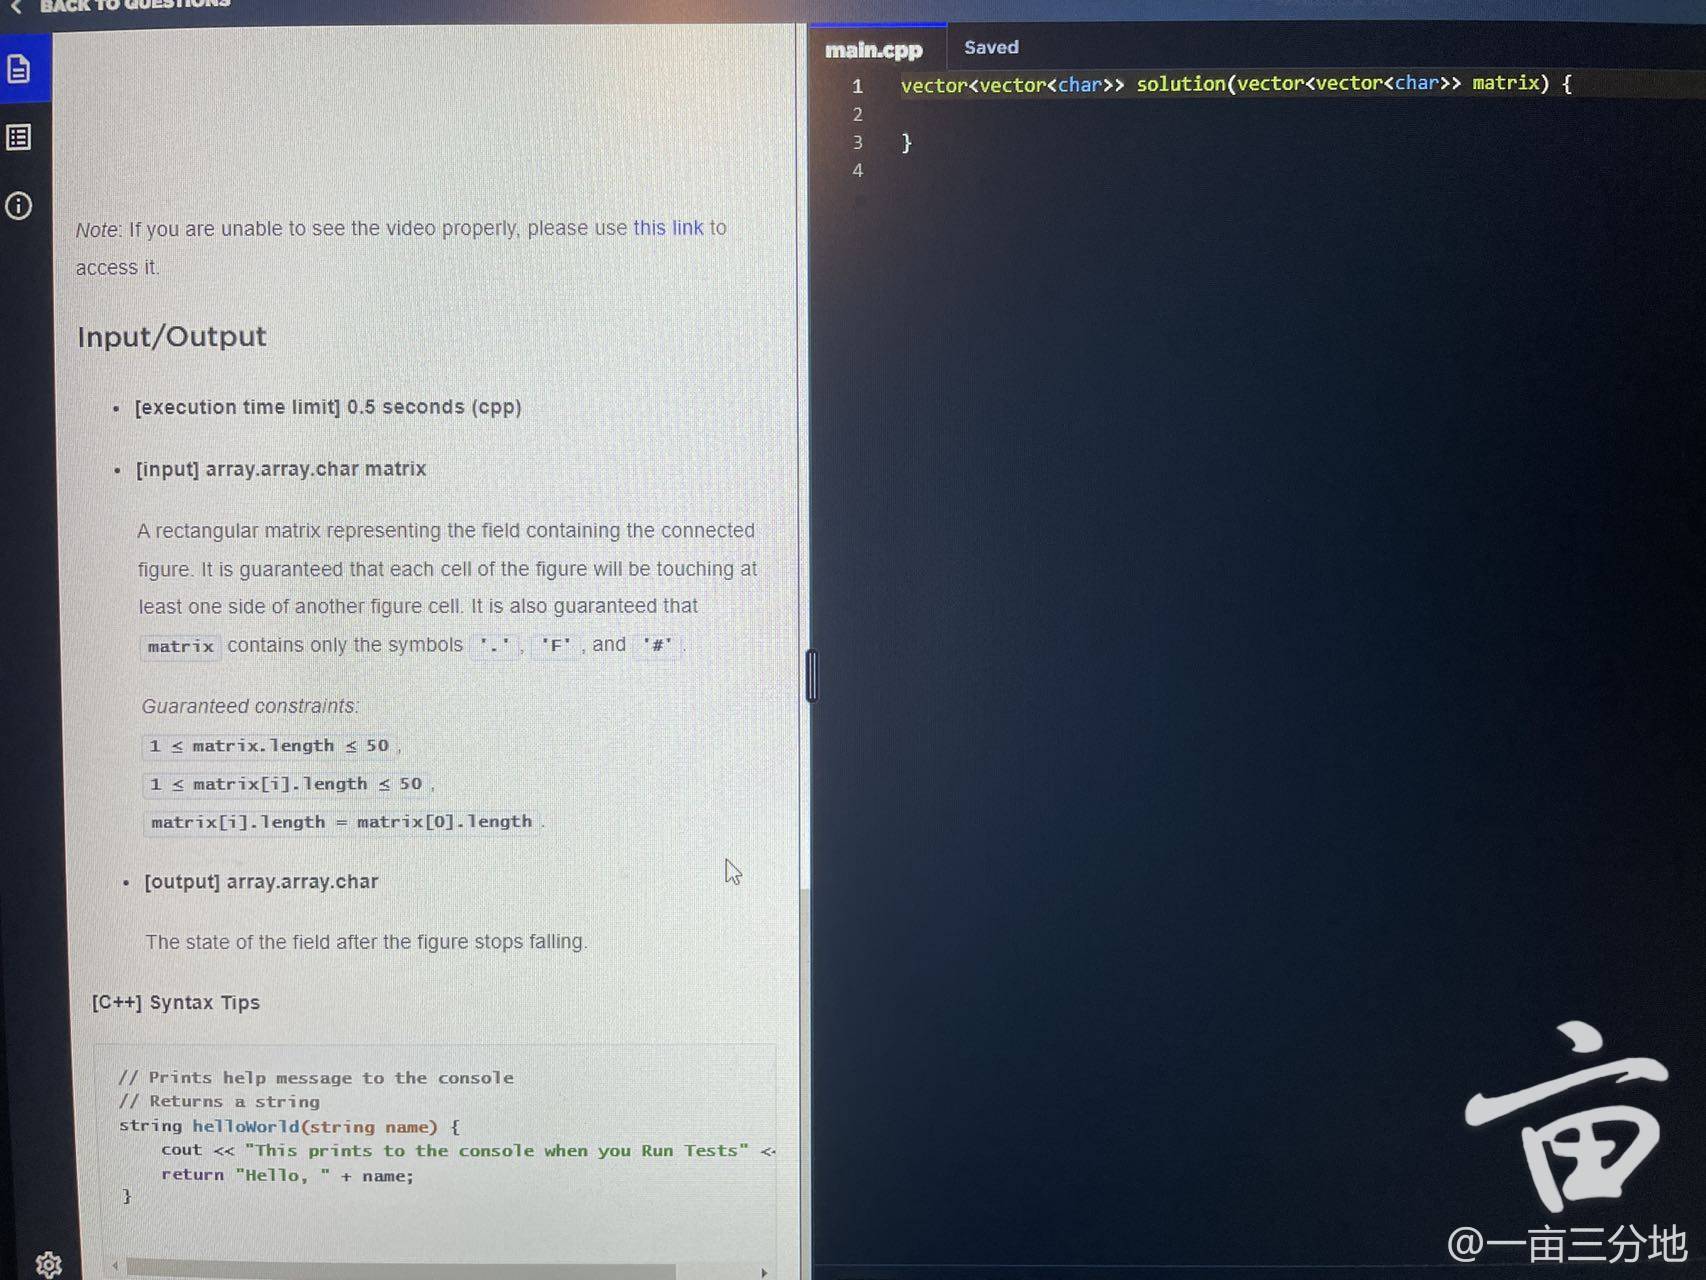 BACK TO QUESTIONS
Note: If you are unable to see the video properly, please use this link to
access it.
Input/Output
• [execution time limit] 0.5 seconds (cpp)
• [input] array.array.char matrix
A rectangular matrix representing the field containing the connected
figure. It is guaranteed that each cell of the figure will be touching at
least one side of another figure cell. It is also guaranteed that
matrix contains only the symbols '.', 'F', and '#'.
Guaranteed constraints:
1 ≤ matrix.length ≤ 50,
1 ≤ matrix[i].length ≤ 50,
matrix[i].length = matrix[0].length.
• [output] array.array.char
The state of the field after the figure stops falling.
[C++] Syntax Tips
// Prints help message to the console
// Returns a string
string helloWorld(string name) {
cout << "This prints to the console when you Run Tests" <
return "Hello, " + name;
}
main.cpp Saved
1 vector<vector<char>> solution(vector<vector<char>> matrix) {
2
3 }
4
亩
@一亩三分地